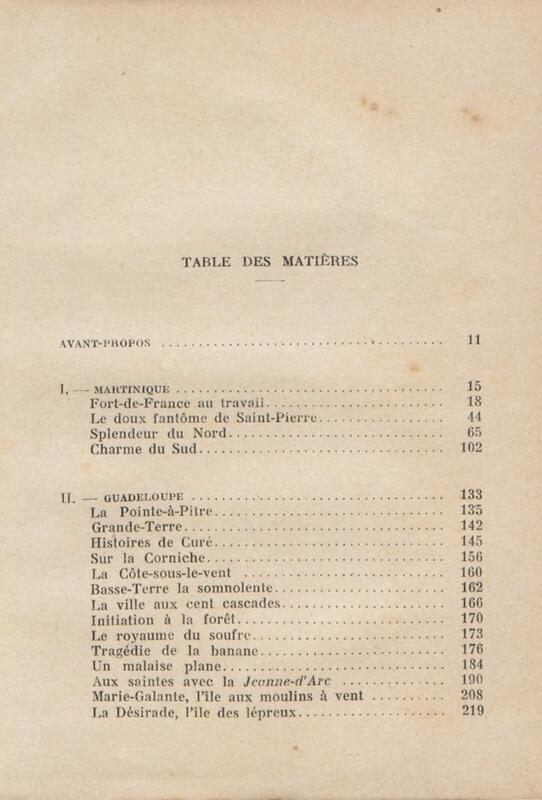 TABLE DES MATIÈRES
AVANT-PROPOS ........................................ 11
I. — MARTINIQUE ........................................ 15
Fort-de-France au travail........................... 18
Le doux fantôme de Saint-Pierre................... 44
Splendeur du Nord................................. 65
Charme du Sud..................................... 102
II. — GUADELOUPE ..................................... 133
La Pointe-à-Pitre................................... 135
Grande-Terre....................................... 142
Histoires de Curé................................... 145
Sur la Corniche.................................... 156
La Côte-sous-le-vent ............................... 160
Basse-Terre la somnolente.......................... 162
La ville aux cent cascades.......................... 166
Initiation à la forêt................................. 170
Le royaume du soufre............................... 173
Tragédie de la banane.............................. 176
Un malaise plane................................... 184
Aux saintes avec la Jeanne-d'Arc ................. 190
Marie-Galante, l'île aux moulins à vent .......... 208
La Désirade, l'île des lépreux...................... 219